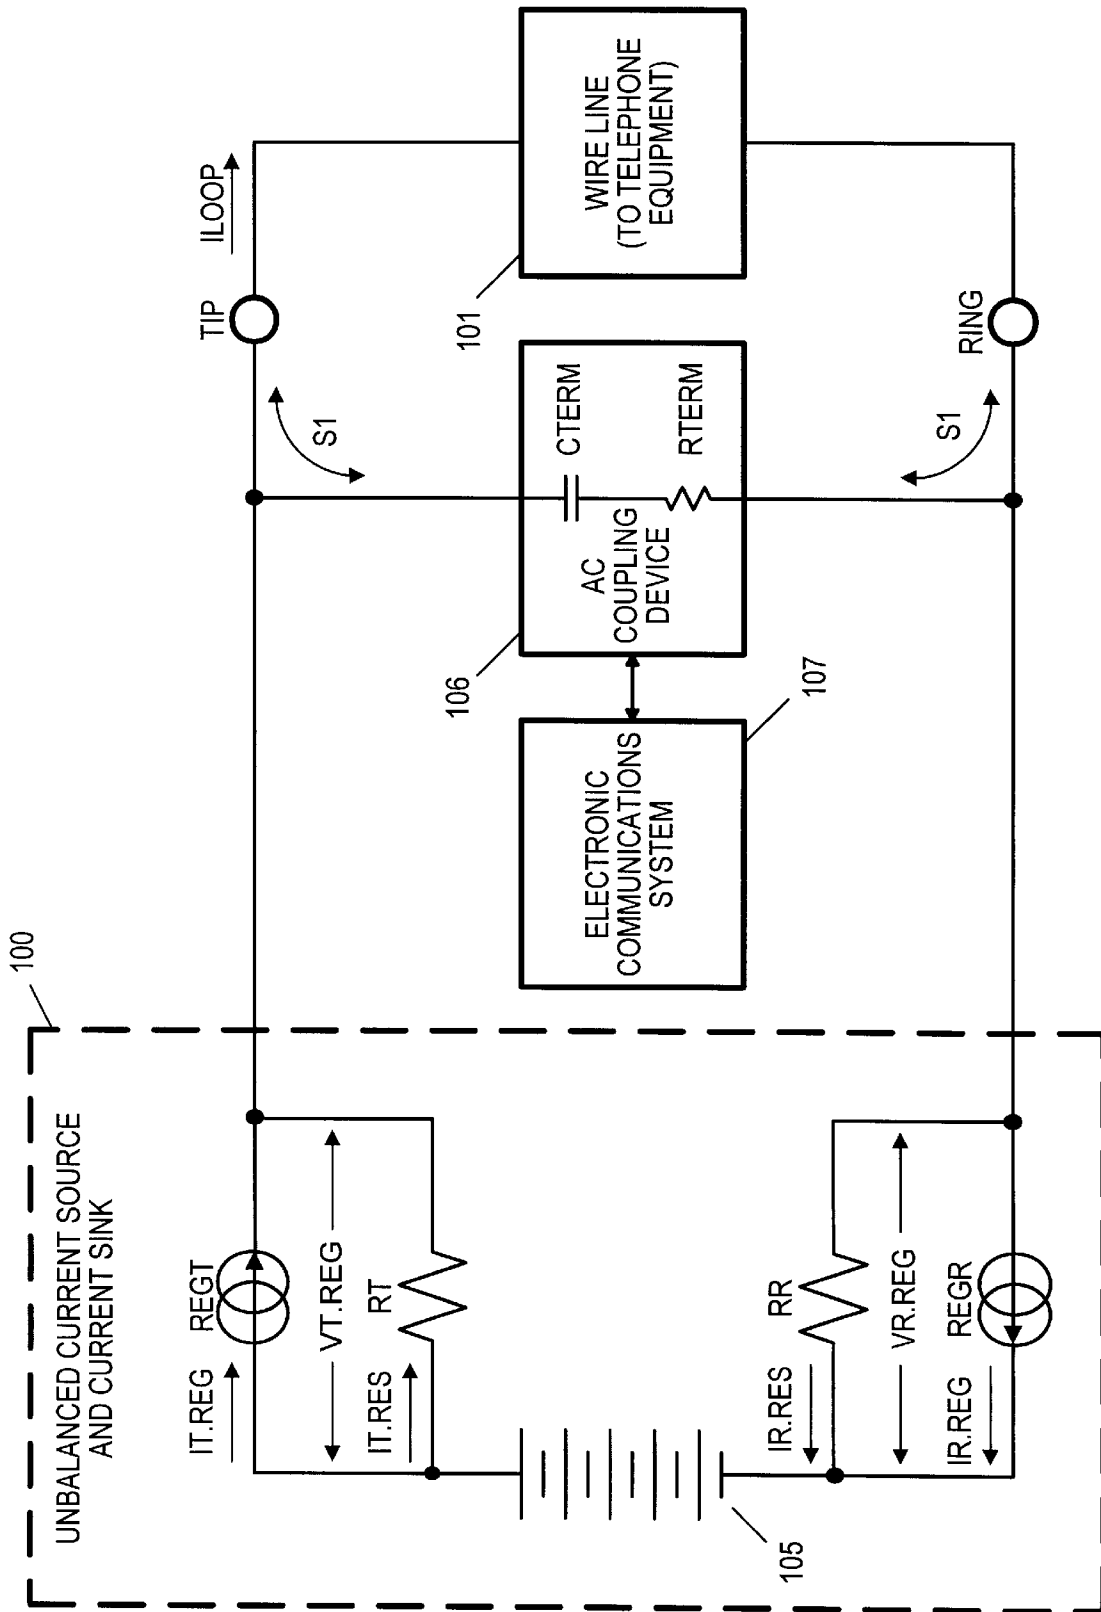 100
UNBALANCED CURRENT SOURCE
AND CURRENT SINK
IT.REG
REGT
VT.REG
IT.RES
RT
105
IR.RES
RR
VR.REG
IR.REG
REGR
ELECTRONIC
COMMUNICATIONS
SYSTEM
107
106
AC
COUPLING
DEVICE
CTERM
RTERM
S1
S1
TIP
ILOOP
RING
101
WIRE LINE
(TO TELEPHONE
EQUIPMENT)